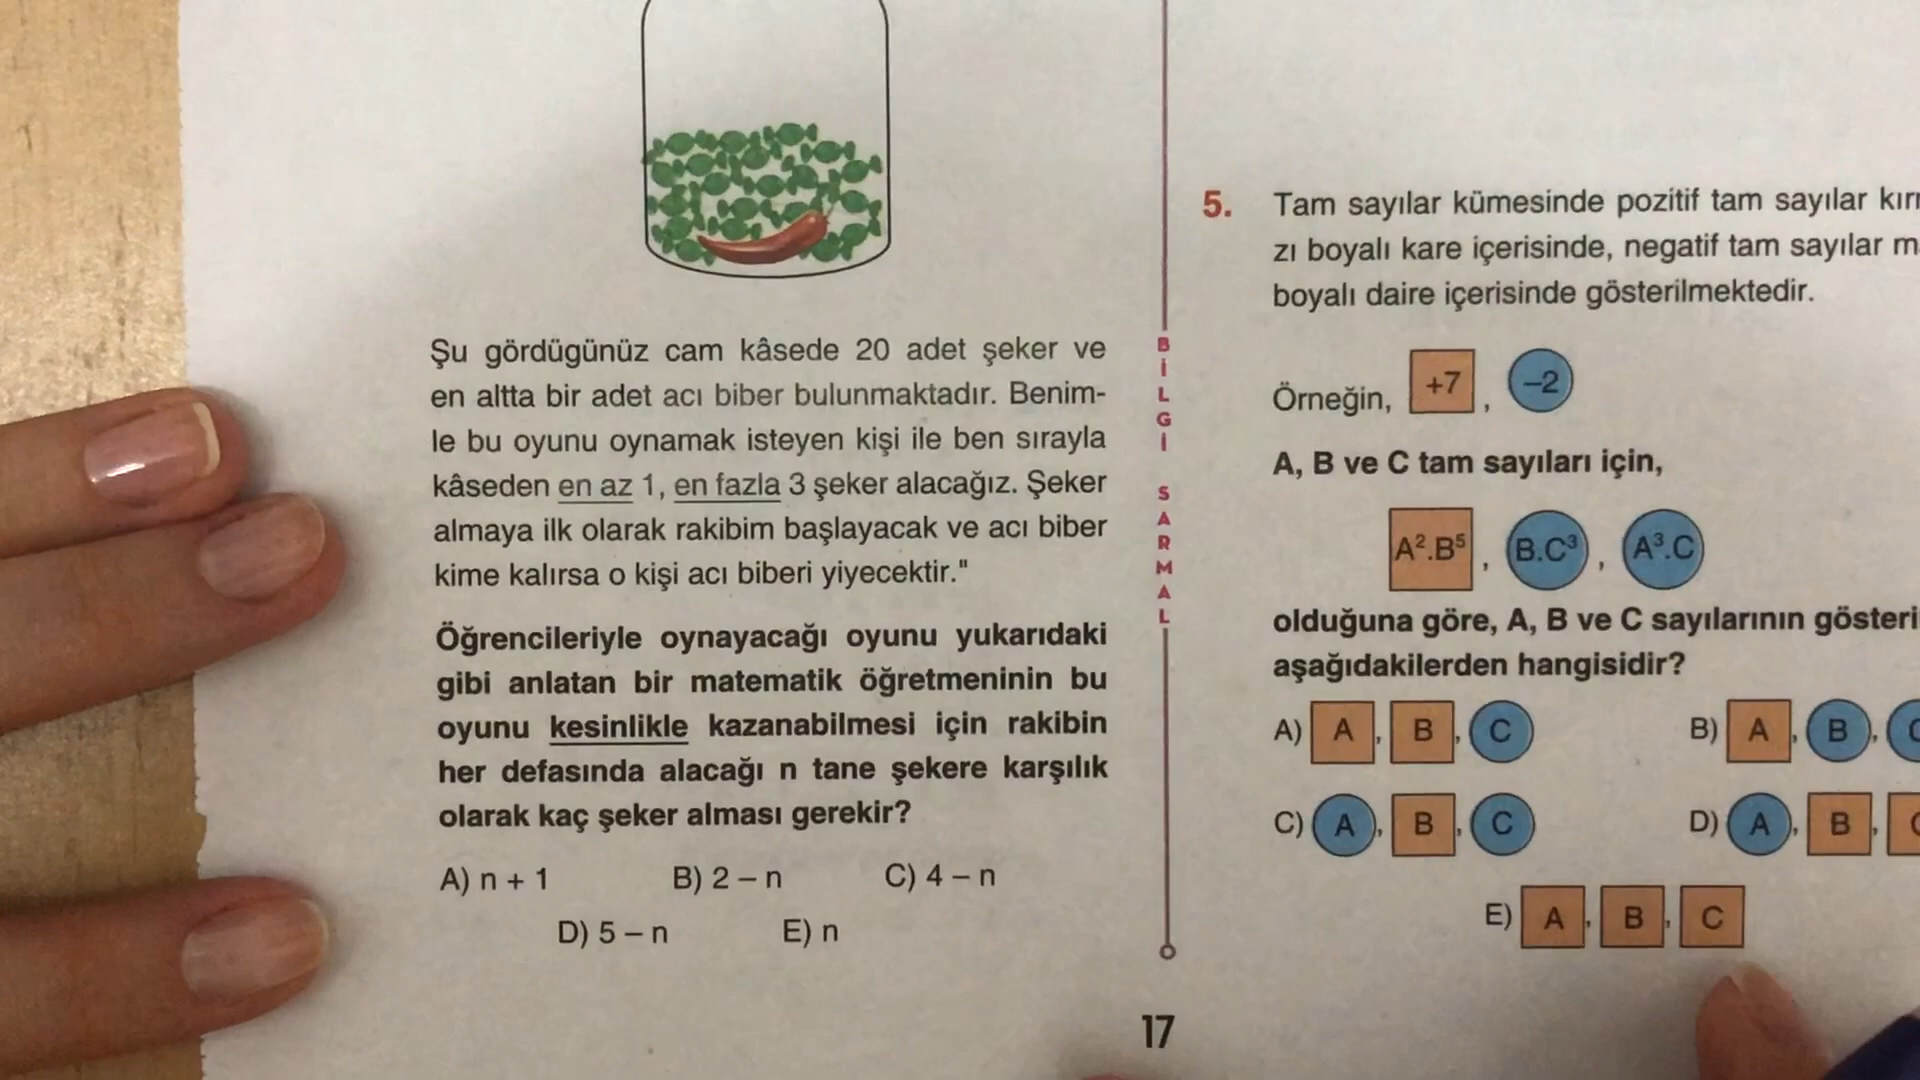 Şu gördügünüz cam kâsede 20 adet şeker ve
en altta bir adet acı biber bulunmaktadır. Benim-
le bu oyunu oynamak isteyen kişi ile ben sırayla
kâseden en az 1, en fazla 3 şeker alacağız. Şeker
almaya ilk olarak rakibim başlayacak ve acı biber
kime kalırsa o kişi acı biberi yiyecektir."
Öğrencileriyle oynayacağı oyunu yukarıdaki
gibi anlatan bir matematik öğretmeninin bu
oyunu kesinlikle kazanabilmesi için rakibin
her defasında alacağı n tane şekere karşılık
olarak kaç şeker alması gerekir?
A) n + 1 B) 2 – n C) 4 – n
D) 5 – n E) n
BİLGİ SARMAL
5. Tam sayılar kümesinde pozitif tam sayılar
zı boyalı kare içerisinde, negatif tam sayılar
boyalı daire içerisinde gösterilmektedir.
Örneğin, +7 , –2
A, B ve C tam sayıları için,
A².B⁵ , B.C³ , A³.C
olduğuna göre, A, B ve C sayılarının
aşağıdakilerden hangisidir?
A) A , B , C B) A , B ,
C) A , B , C D) A , B ,
E) A , B , C
17